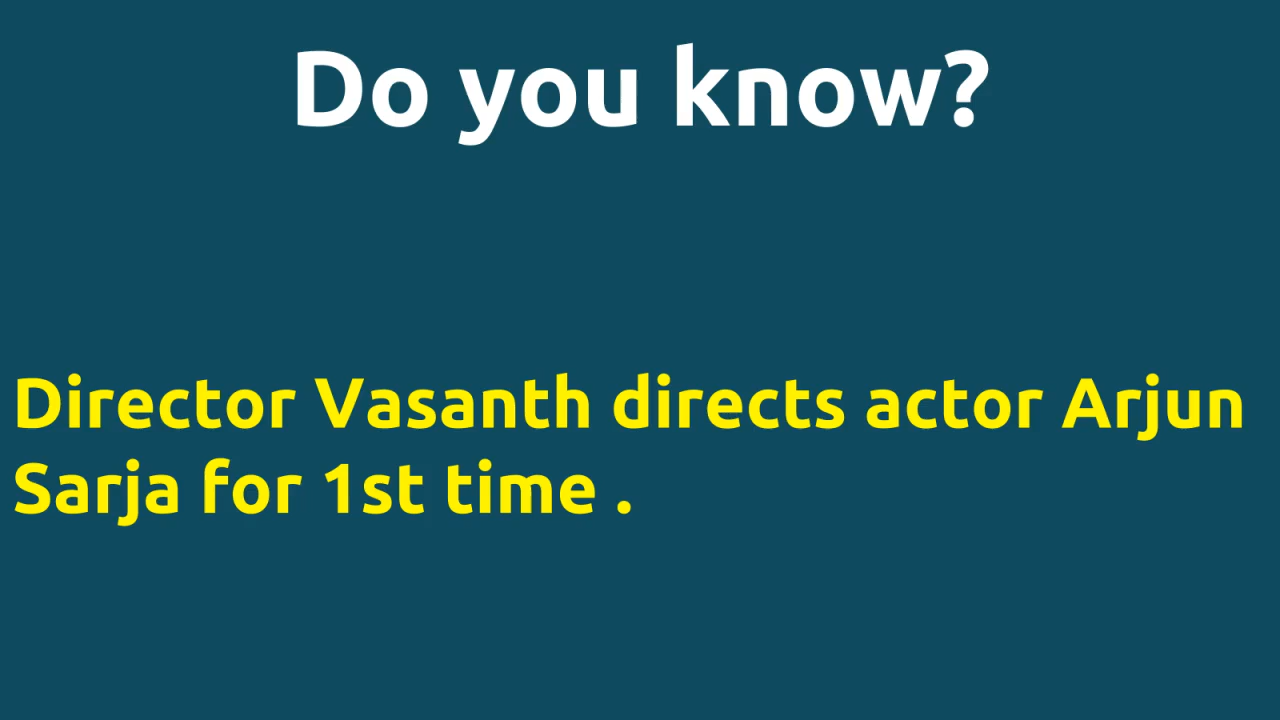 Do you know?
Director Vasanth directs actor Arjun
Sarja for 1st time .